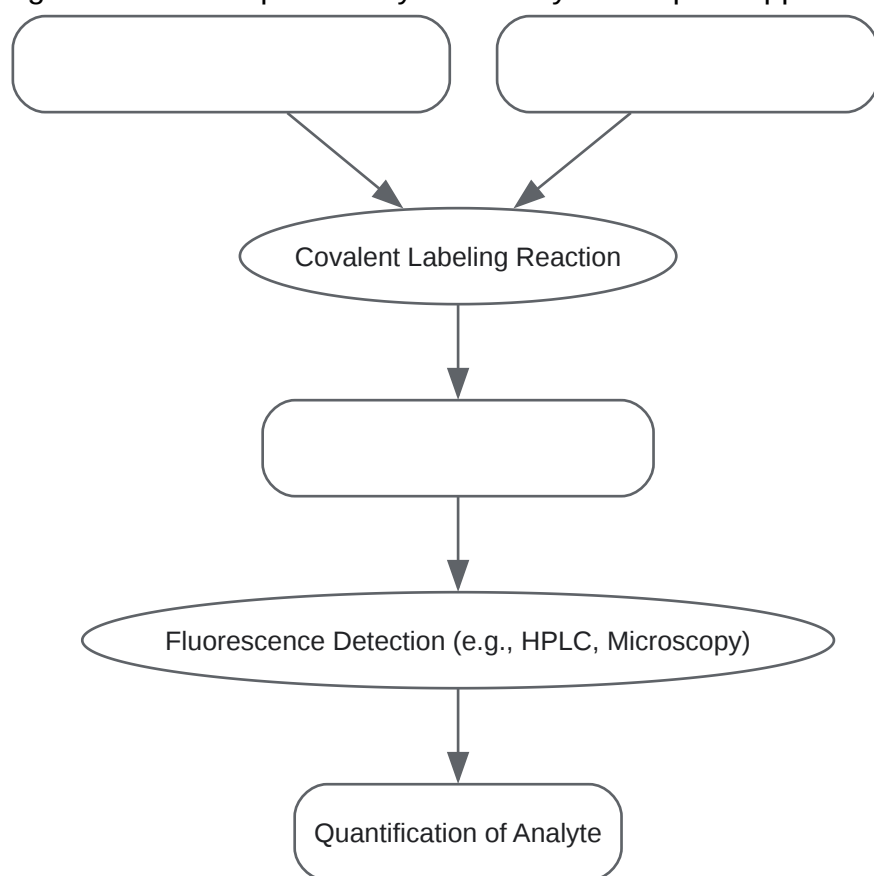 Covalent Labeling Reaction
Fluorescence Detection (e.g., HPLC, Microscopy)
Quantification of Analyte